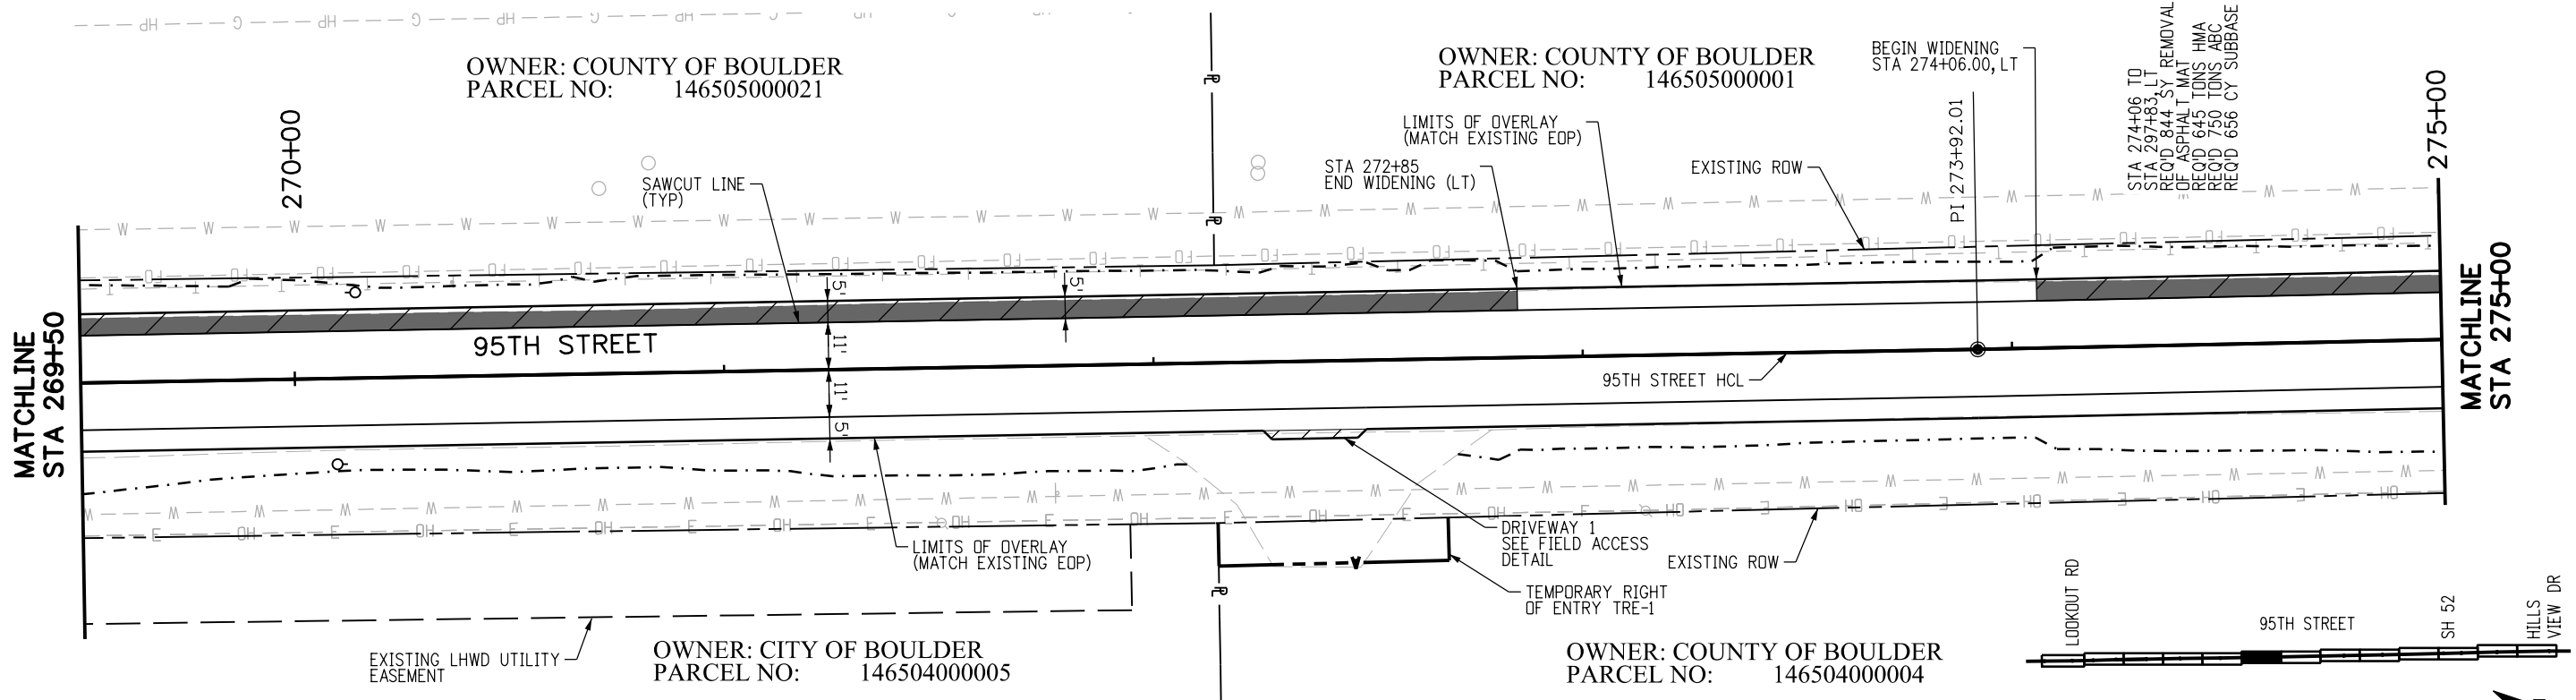 OWNER: COUNTY OF BOULDER
PARCEL NO: 146505000021
OWNER: COUNTY OF BOULDER
PARCEL NO: 146505000001
BEGIN WIDENING
STA 274+06.00, LT
STA 274+06 TO
STA 297+83, LT
REQ'D 844 SY REMOVAL
OF ASPHALT MAT
REQ'D 645 TONS HMA
REQ'D 750 TONS ABC
REQ'D 656 CY SUBBASE
270+00
275+00
LIMITS OF OVERLAY
(MATCH EXISTING EOP)
STA 272+85
END WIDENING (LT)
EXISTING ROW
PI 273+92.01
SAWCUT LINE
(TYP)
MATCHLINE
STA 269+50
95TH STREET
5'
5'
11'
11'
5'
95TH STREET HCL
MATCHLINE
STA 275+00
LIMITS OF OVERLAY
(MATCH EXISTING EOP)
DRIVEWAY 1
SEE FIELD ACCESS
DETAIL
EXISTING ROW
TEMPORARY RIGHT
OF ENTRY TRE-1
EXISTING LHWD UTILITY
EASEMENT
OWNER: CITY OF BOULDER
PARCEL NO: 146504000005
OWNER: COUNTY OF BOULDER
PARCEL NO: 146504000004
LOOKOUT RD
95TH STREET
SH 52
HILLS
VIEW DR